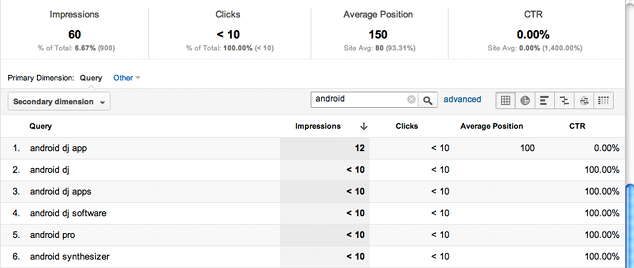 Impressions Clicks Average Position CTR
60 < 10 150 0.00%
% of Total: 6.67% (900) % of Total: 100.00% (< 10) Site Avg: 80 (93.31%) Site Avg: 0.00% (1,400.00%)
Primary Dimension: Query Other
Secondary dimension android advanced
Query Impressions Clicks Average Position CTR
1. android dj app 12 < 10 100 0.00%
2. android dj < 10 < 10 100.00%
3. android dj apps < 10 < 10 100.00%
4. android dj software < 10 < 10 100.00%
5. android pro < 10 < 10 100.00%
6. android synthesizer < 10 < 10 100.00%